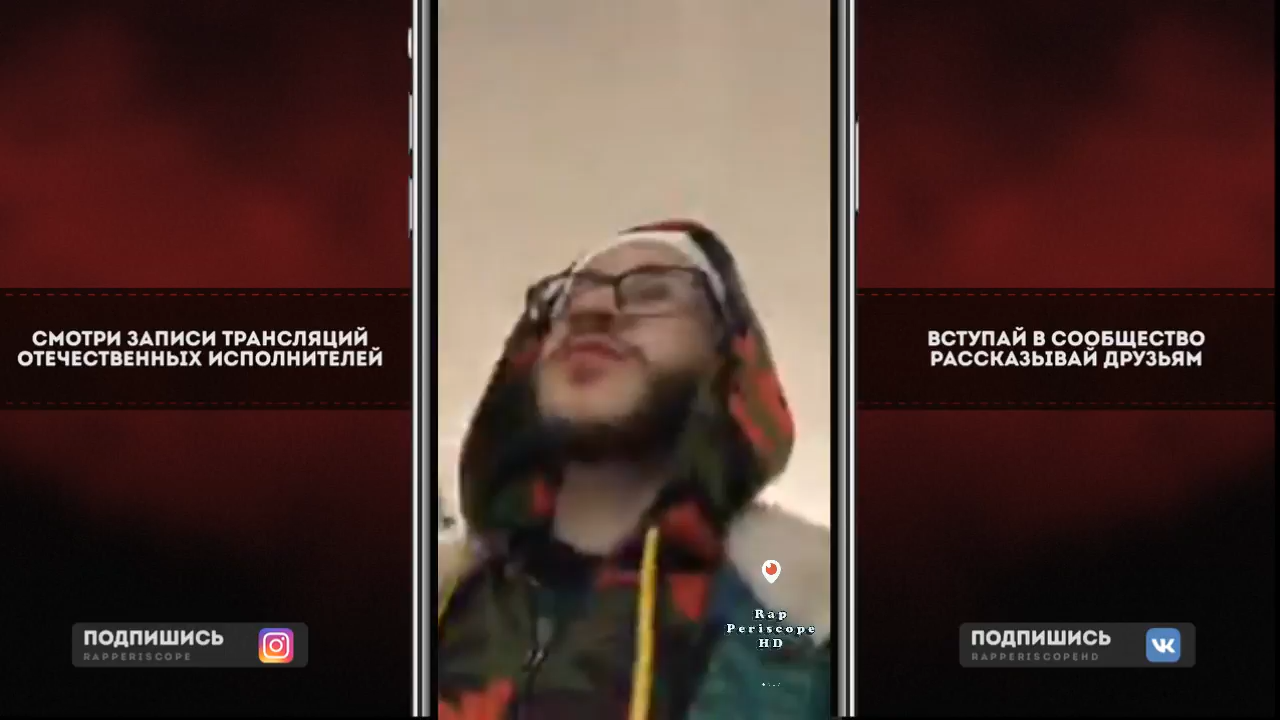 СМОТРИ ЗАПИСИ ТРАНСЛЯЦИЙ
ОТЕЧЕСТВЕННЫХ ИСПОЛНИТЕЛЕЙ
ВСТУПАЙ В СООБЩЕСТВО
РАССКАЗЫВАЙ ДРУЗЬЯМ
Rap
Periscope
HD
ПОДПИШИСЬ
RAPPERISCOPE
ПОДПИШИСЬ
RAPPERISCOPEHD